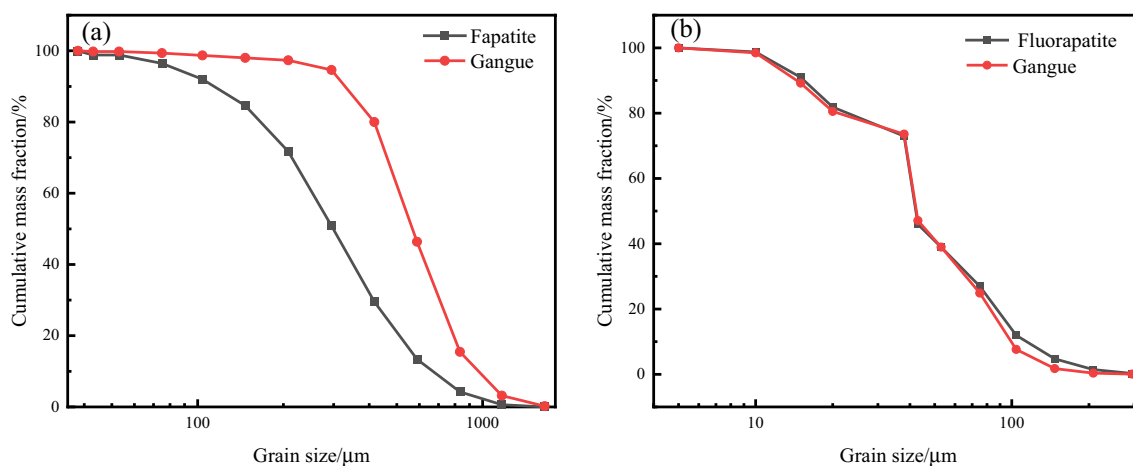 (a)
Fapatite
Gangue
100
80
60
40
20
0
Cumulative mass fraction/%
100
1000
Grain size/μm
(b)
Fluorapatite
Gangue
100
80
60
40
20
0
Cumulative mass fraction/%
10
100
Grain size/μm